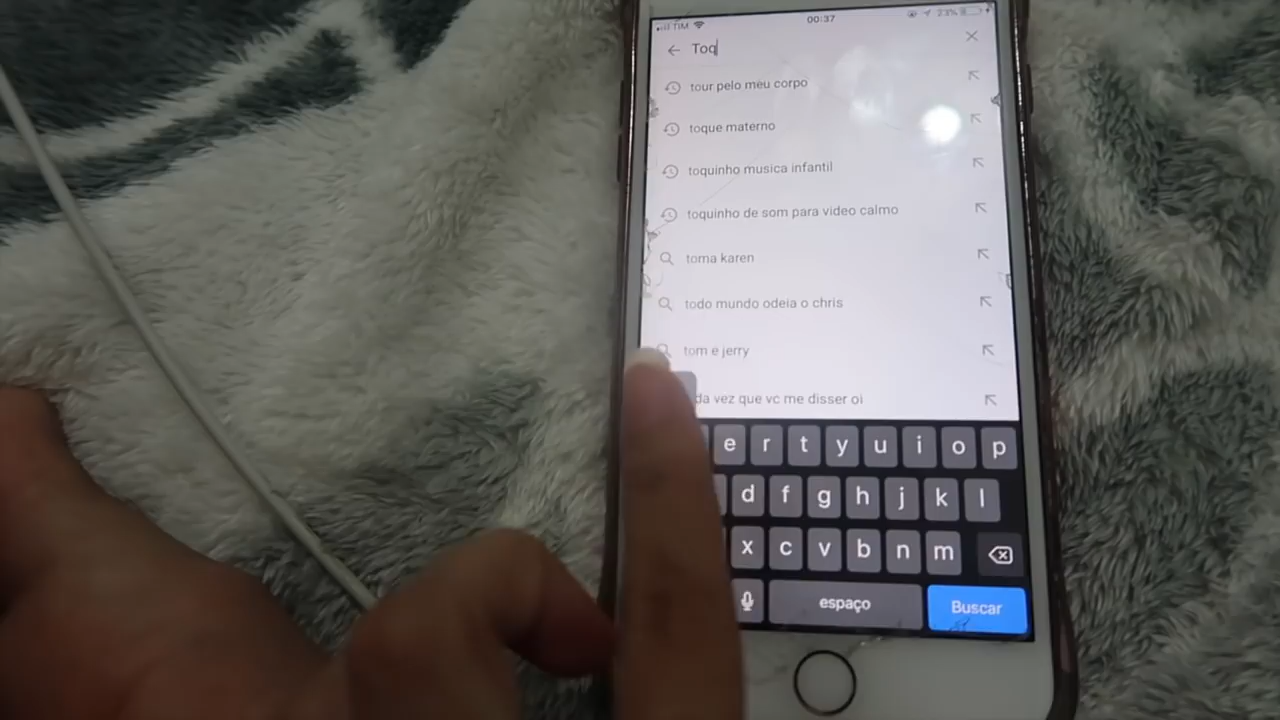 TIM 00:37 23%
Toq
tour pelo meu corpo
toque materno
toquinho musica infantil
toquinho de som para video calmo
toma karen
todo mundo odeia o chris
tom e jerry
da vez que vc me disser oi
e r t y u i o p
d f g h j k l
x c v b n m
espaço Buscar